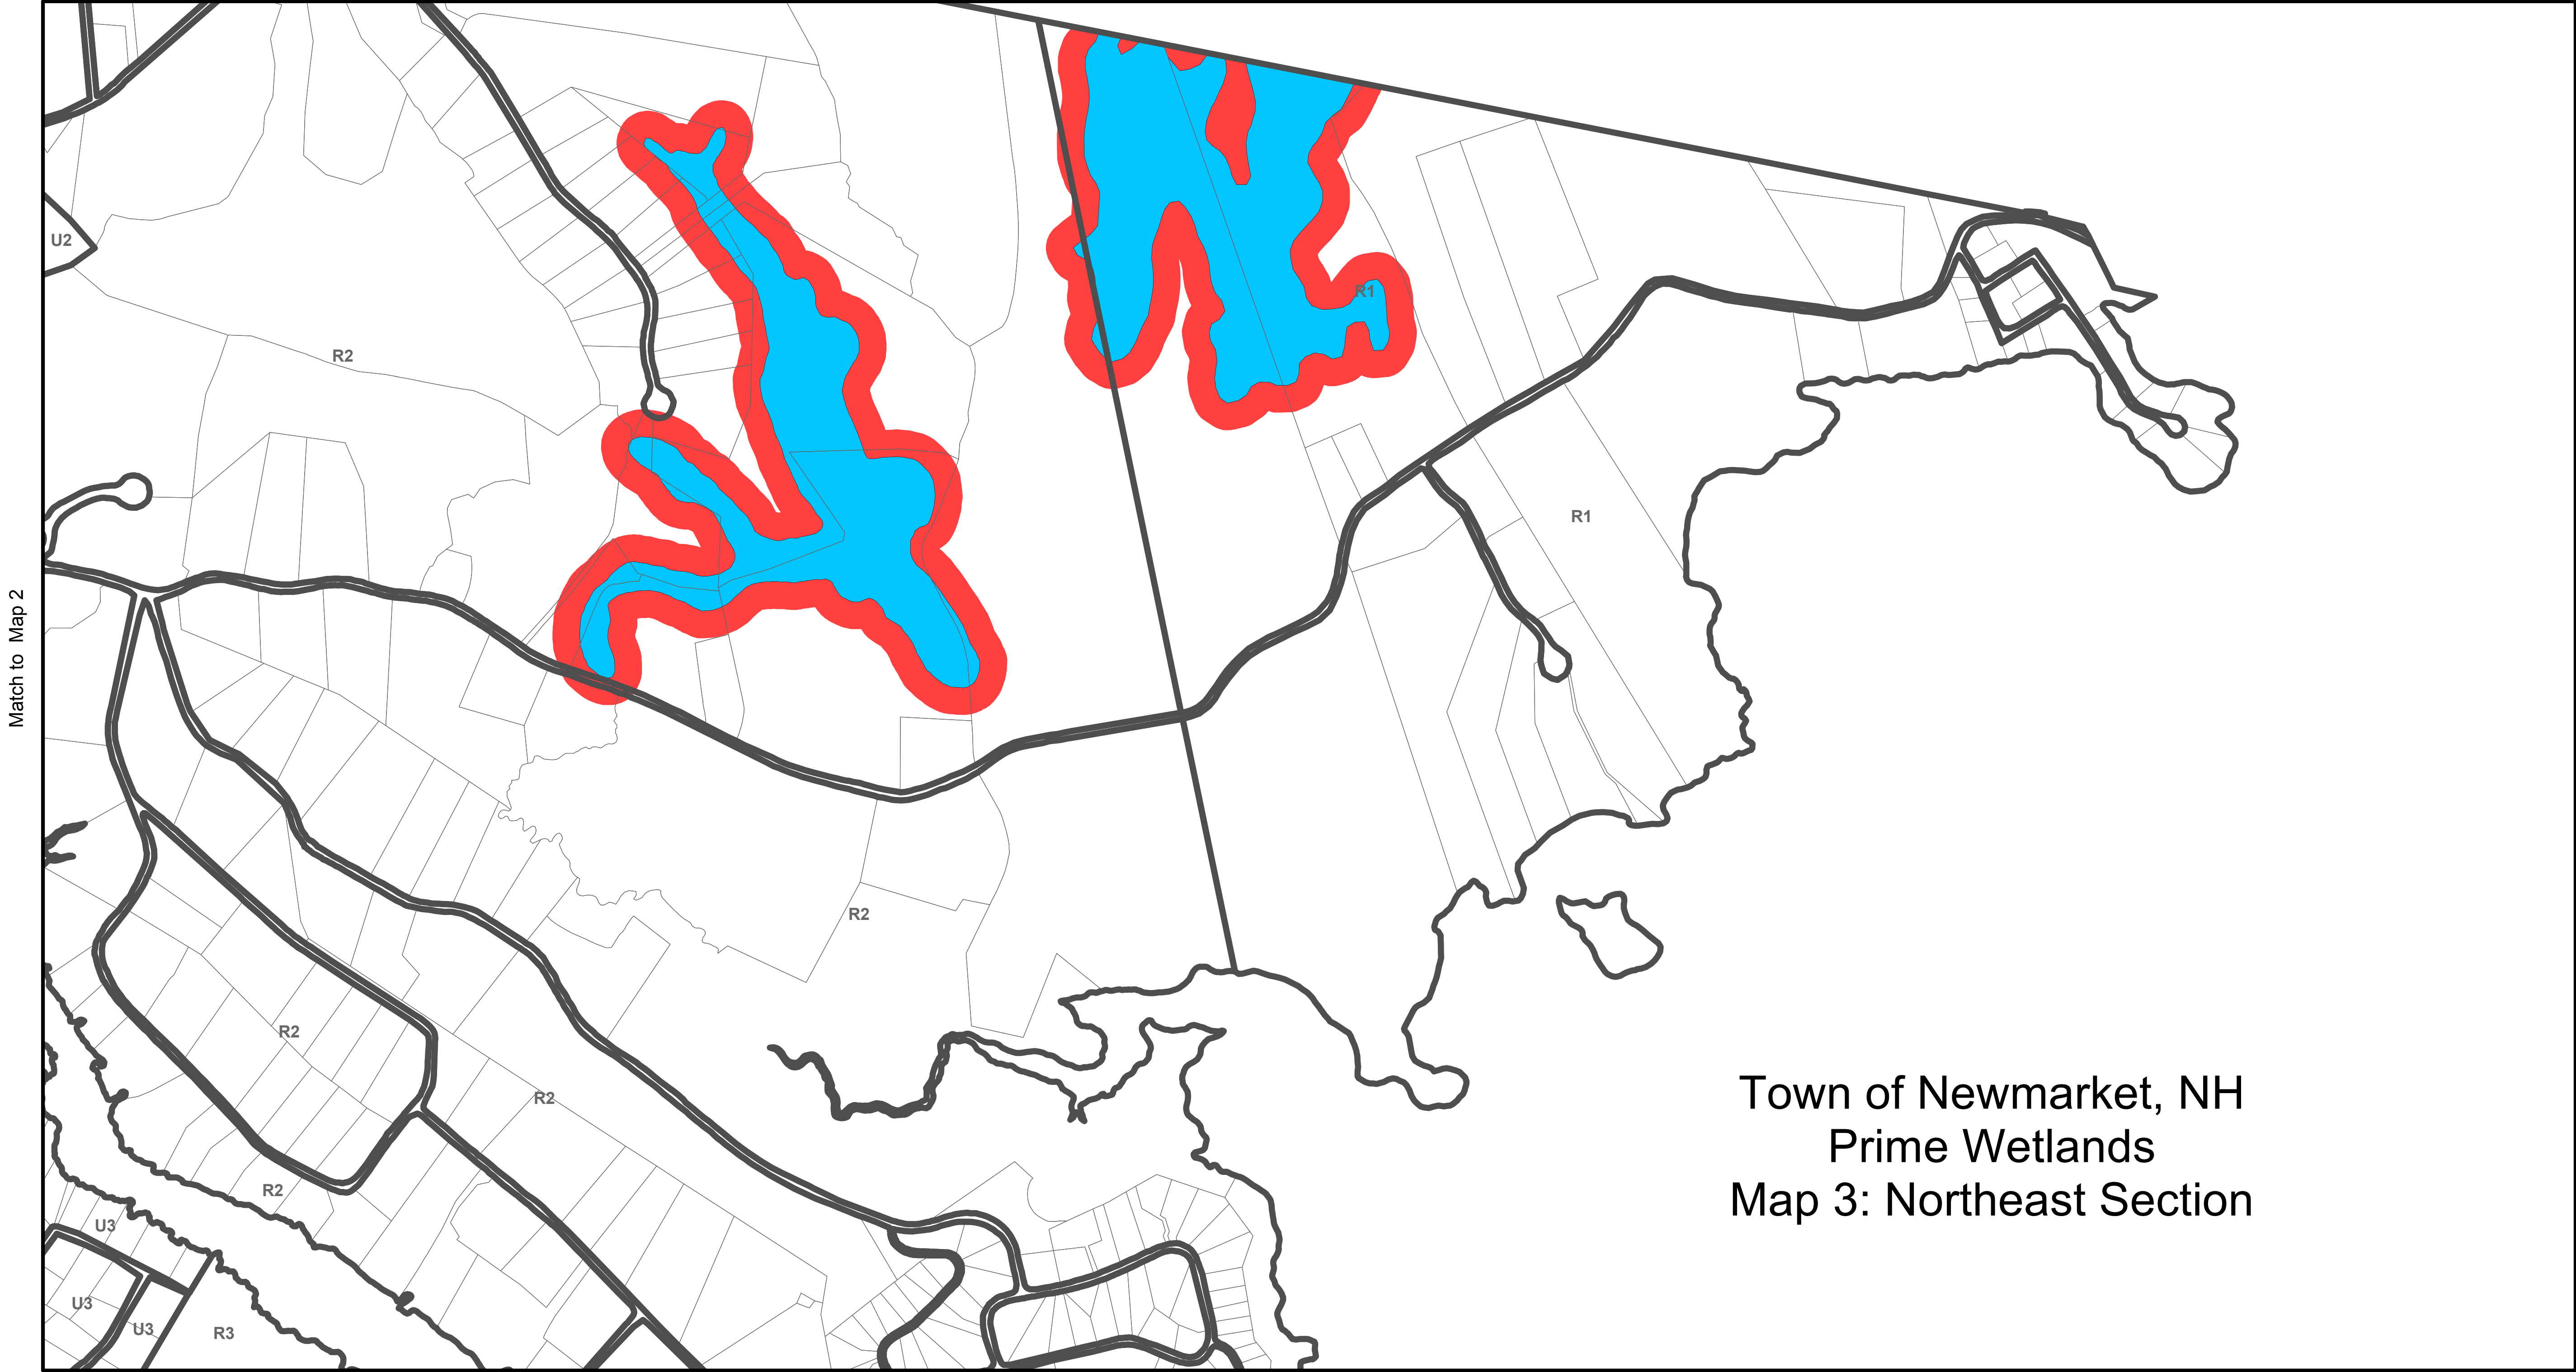 U2
R2
R1
R1
Match to Map 2
R2
R2
R2
R2
U3
U3
U3
R3
Town of Newmarket, NH
Prime Wetlands
Map 3: Northeast Section